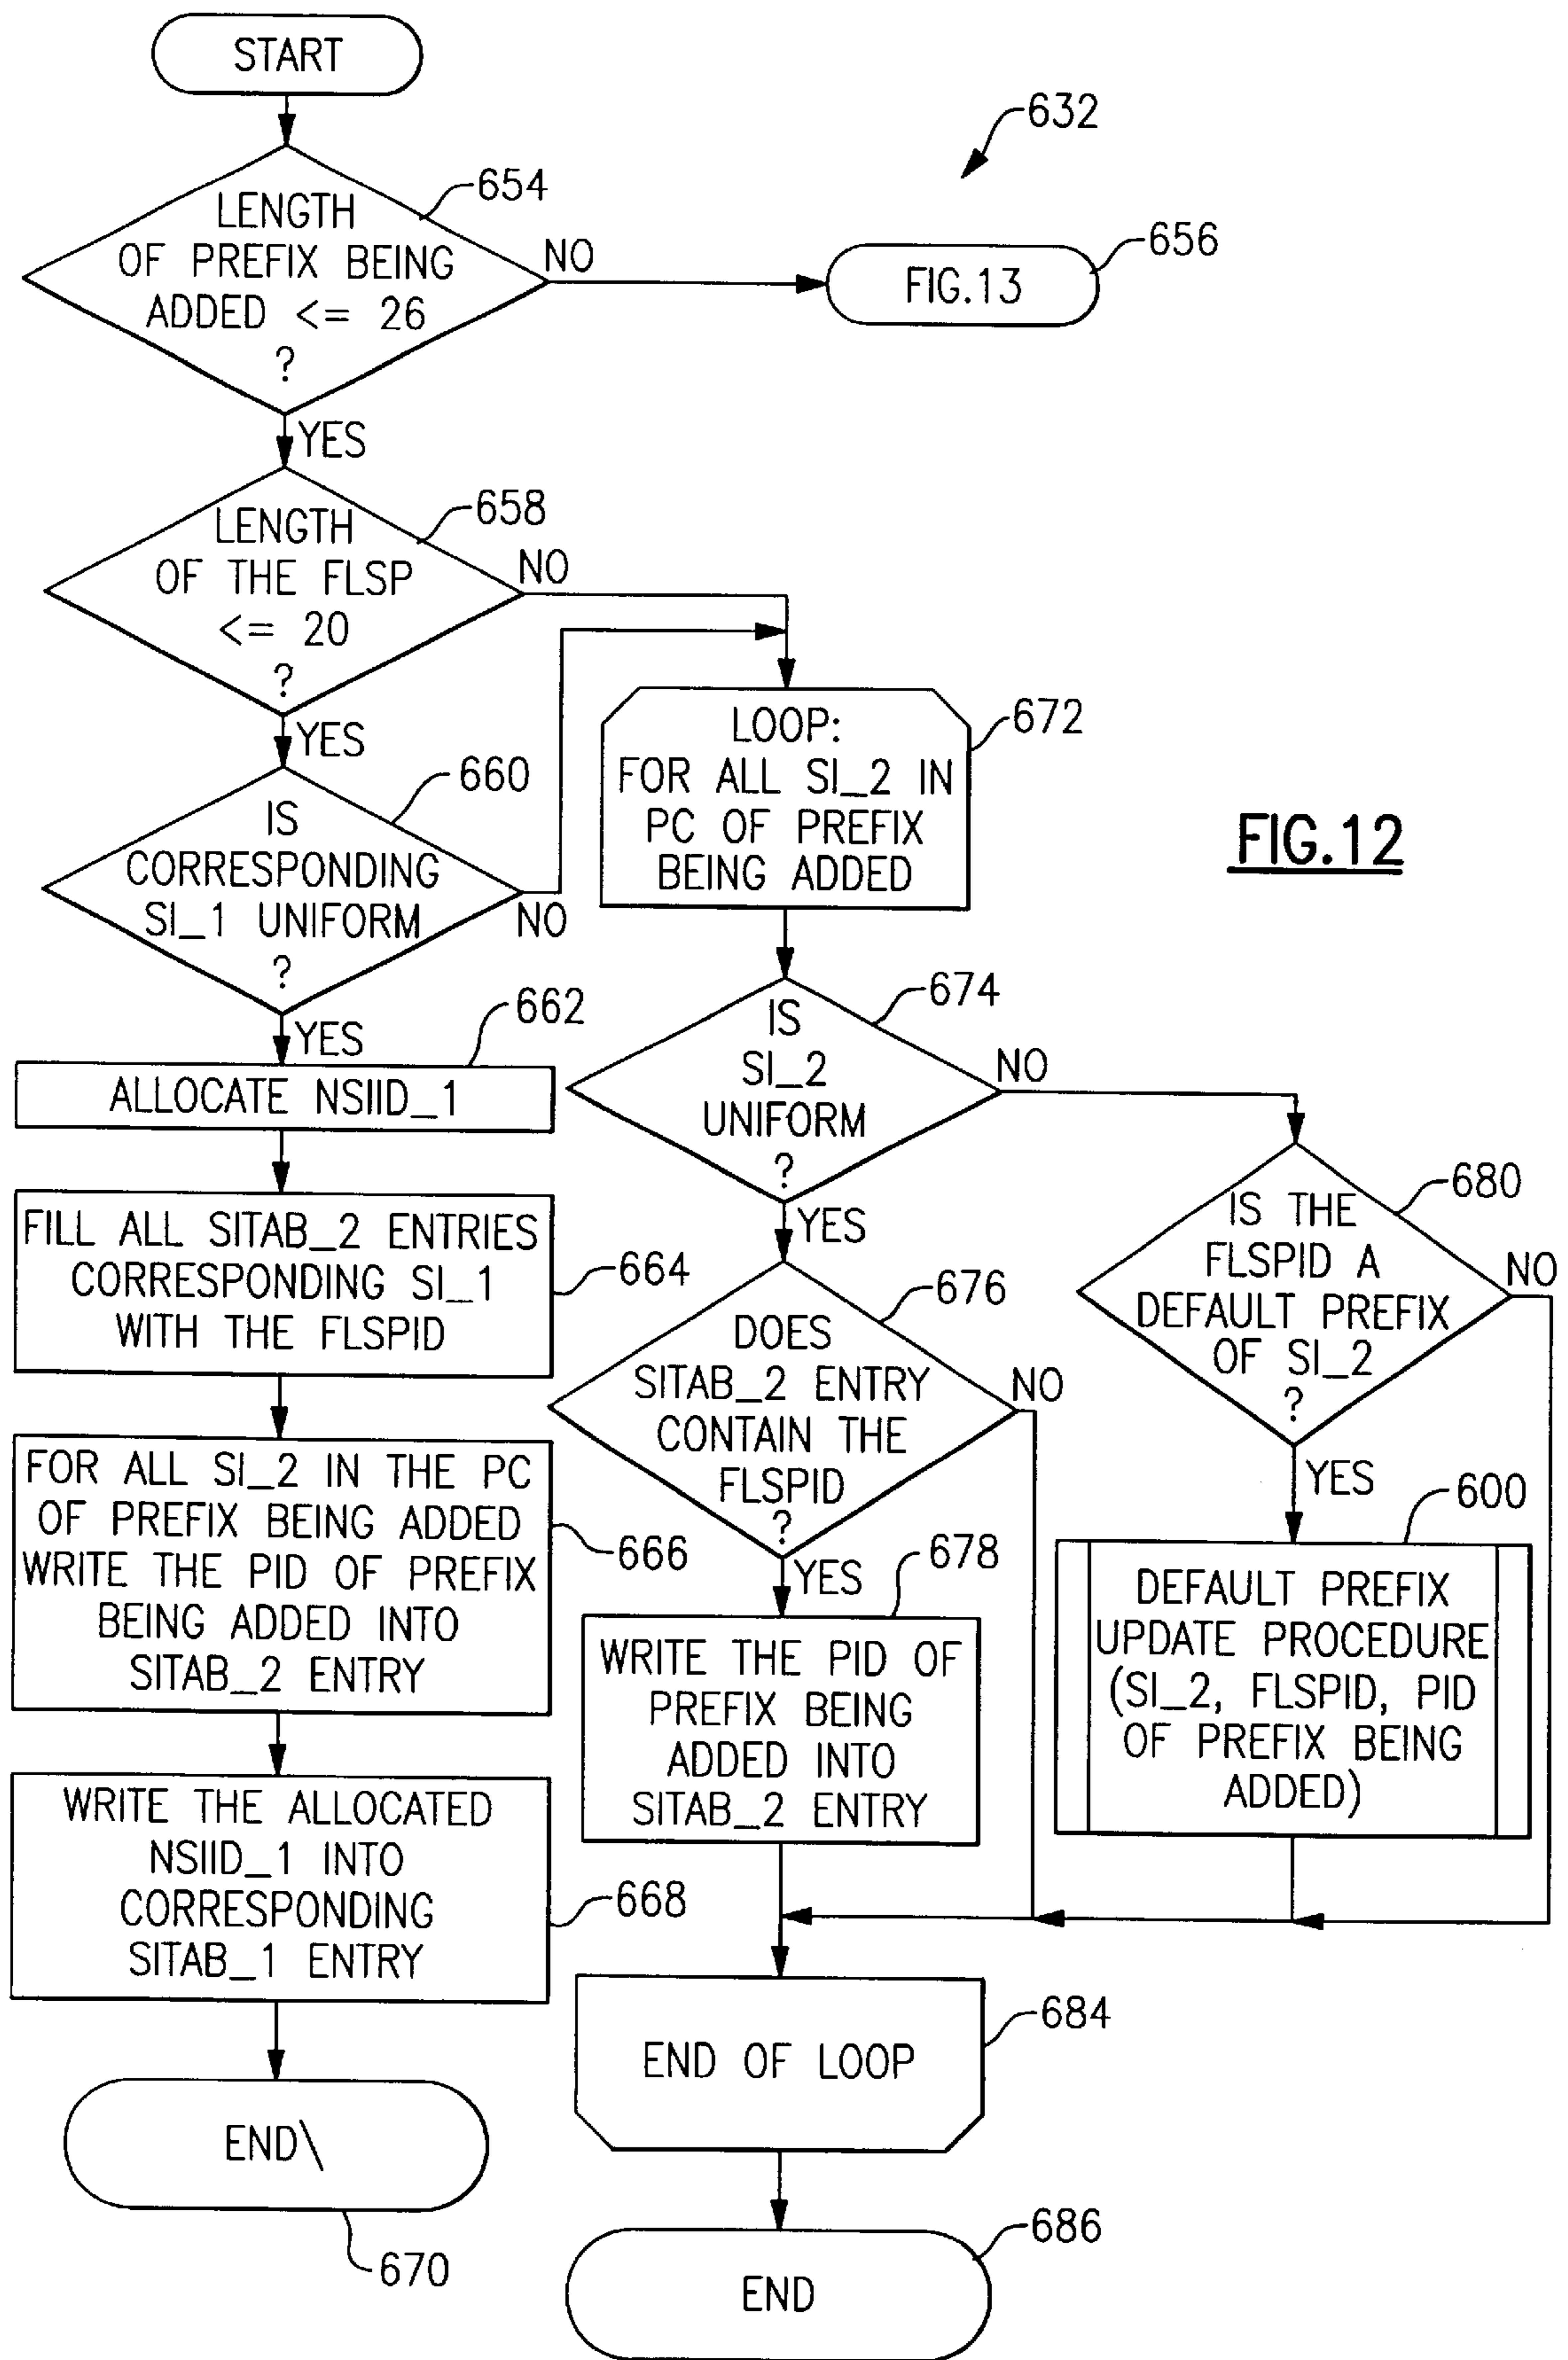 START
632
654
LENGTH
OF PREFIX BEING
ADDED <= 26
?
NO
FIG.13
656
YES
658
LENGTH
OF THE FLSP
<= 20
?
NO
YES
660
IS
CORRESPONDING
SI_1 UNIFORM
?
NO
YES
662
ALLOCATE NSIID_1
FILL ALL SITAB_2 ENTRIES
CORRESPONDING SI_1
WITH THE FLSPID
664
FOR ALL SI_2 IN THE PC
OF PREFIX BEING ADDED
WRITE THE PID OF PREFIX
BEING ADDED INTO
SITAB_2 ENTRY
666
WRITE THE ALLOCATED
NSIID_1 INTO
CORRESPONDING
SITAB_1 ENTRY
668
END\
670
LOOP:
FOR ALL SI_2 IN
PC OF PREFIX
BEING ADDED
672
FIG.12
674
IS
SI_2
UNIFORM
?
NO
YES
676
DOES
SITAB_2 ENTRY
CONTAIN THE
FLSPID
?
NO
YES
678
WRITE THE PID OF
PREFIX BEING
ADDED INTO
SITAB_2 ENTRY
680
IS THE
FLSPID A
DEFAULT PREFIX
OF SI_2
?
NO
YES
600
DEFAULT PREFIX
UPDATE PROCEDURE
(SI_2, FLSPID, PID
OF PREFIX BEING
ADDED)
END OF LOOP
684
END
686